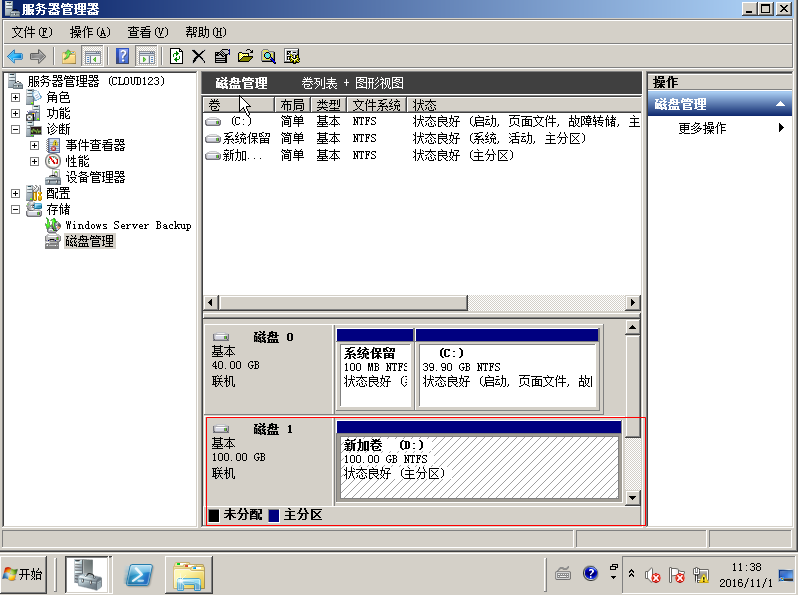 服务器管理器
文件(F) 操作(A) 查看(V) 帮助(H)
服务器管理器 (CLOUD123)
角色
功能
诊断
事件查看器
性能
设备管理器
配置
存储
Windows Server Backup
磁盘管理
磁盘管理 卷列表 + 图形视图
卷 布局 类型 文件系统 状态
(C:) 简单 基本 NTFS 状态良好 (启动, 页面文件, 故障转储, 主
系统保留 简单 基本 NTFS 状态良好 (系统, 活动, 主分区)
新加... 简单 基本 NTFS 状态良好 (主分区)
磁盘 0
基本
40.00 GB
联机
系统保留
100 MB NTFS
状态良好 (
(C:)
39.90 GB NTFS
状态良好 (启动, 页面文件, 故
磁盘 1
基本
100.00 GB
联机
新加卷 (D:)
100.00 GB NTFS
状态良好 (主分区)
未分配 主分区
操作
磁盘管理
更多操作
开始
11:38
2016/11/1